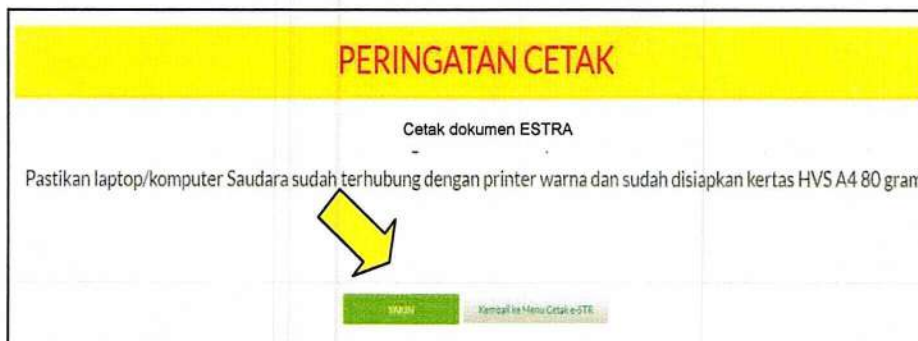 PERINGATAN CETAK
Cetak dokumen ESTRA
Pastikan laptop/komputer Saudara sudah terhubung dengan printer warna dan sudah disiapkan kertas HVS A4 80 gram
YAKIN
Kembali ke Menu Cetak e-STR